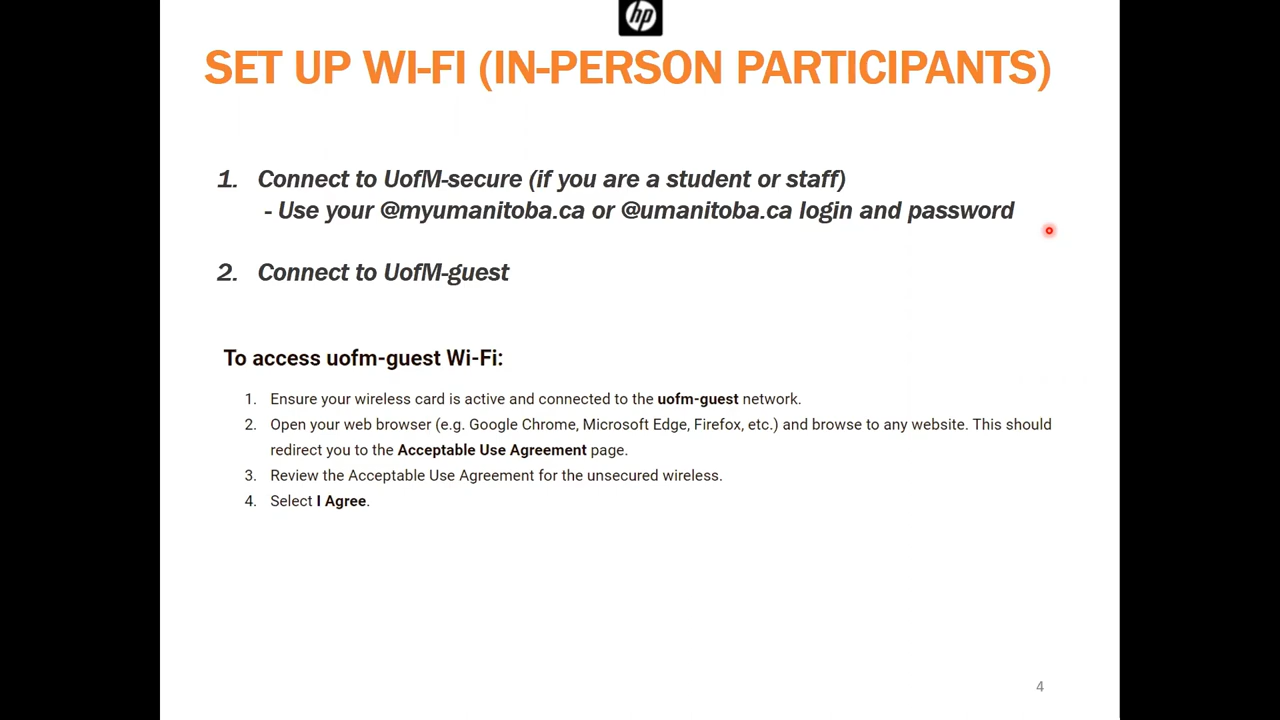 hp
SET UP WI-FI (IN-PERSON PARTICIPANTS)
1. Connect to UofM-secure (if you are a student or staff)
- Use your @myumanitoba.ca or @umanitoba.ca login and password
2. Connect to UofM-guest
To access uofm-guest Wi-Fi:
1. Ensure your wireless card is active and connected to the uofm-guest network.
2. Open your web browser (e.g. Google Chrome, Microsoft Edge, Firefox, etc.) and browse to any website. This should
redirect you to the Acceptable Use Agreement page.
3. Review the Acceptable Use Agreement for the unsecured wireless.
4. Select I Agree.
4